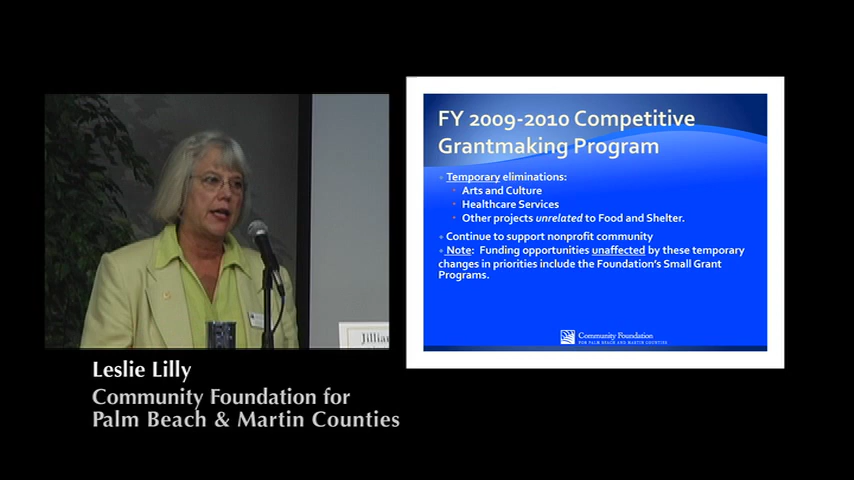 FY 2009-2010 Competitive
Grantmaking Program
Temporary eliminations:
Arts and Culture
Healthcare Services
Other projects unrelated to Food and Shelter.
Continue to support nonprofit community
Note: Funding opportunities unaffected by these temporary
changes in priorities include the Foundation's Small Grant
Programs.
Community Foundation
FOR PALM BEACH AND MARTIN COUNTIES
Jillia
Leslie Lilly
Community Foundation for
Palm Beach & Martin Counties